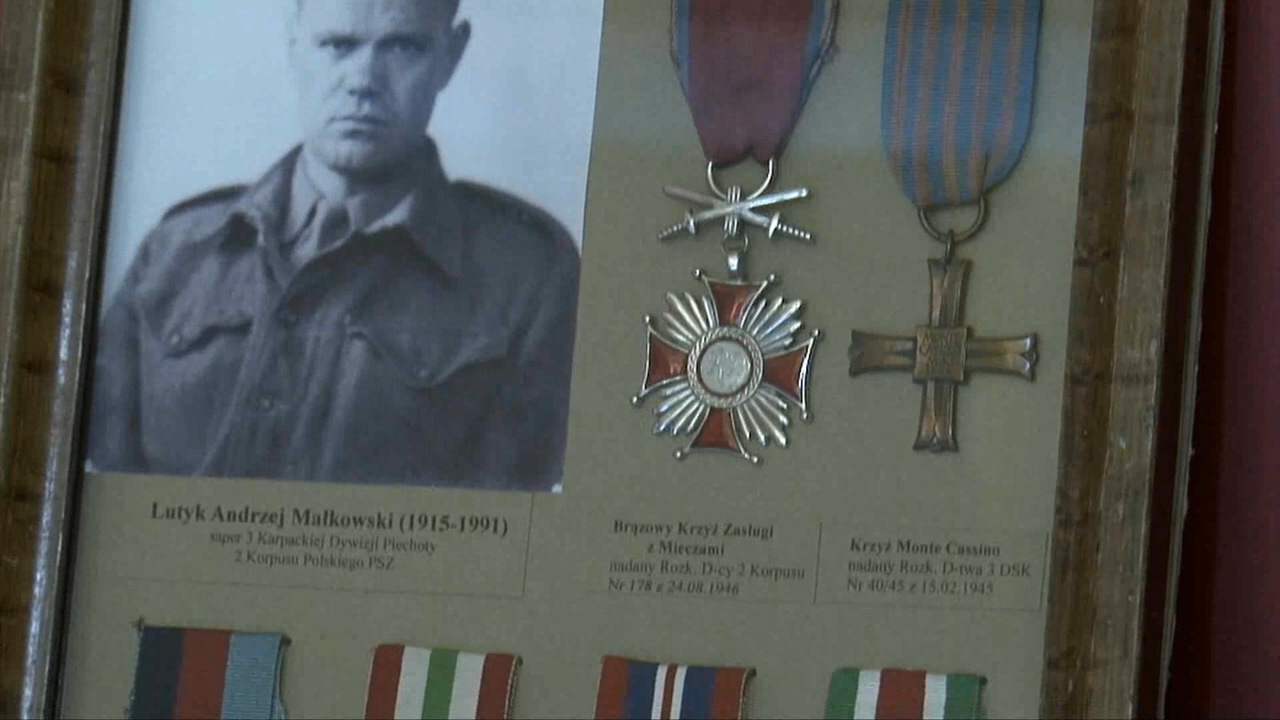 Lutyk Andrzej Małkowski (1915-1991)
saper 3 Karpackiej Dywizji Piechoty
2 Korpusu Polskiego PSZ
Brązowy Krzyż Zasługi
z Mieczami
nadany Rozk. D-cy 2 Korpusu
Nr 178 z 24.08.1946
Krzyż Monte Cassino
nadany Rozk. D-twa 3 DSK
Nr 40/45 z 15.02.1945